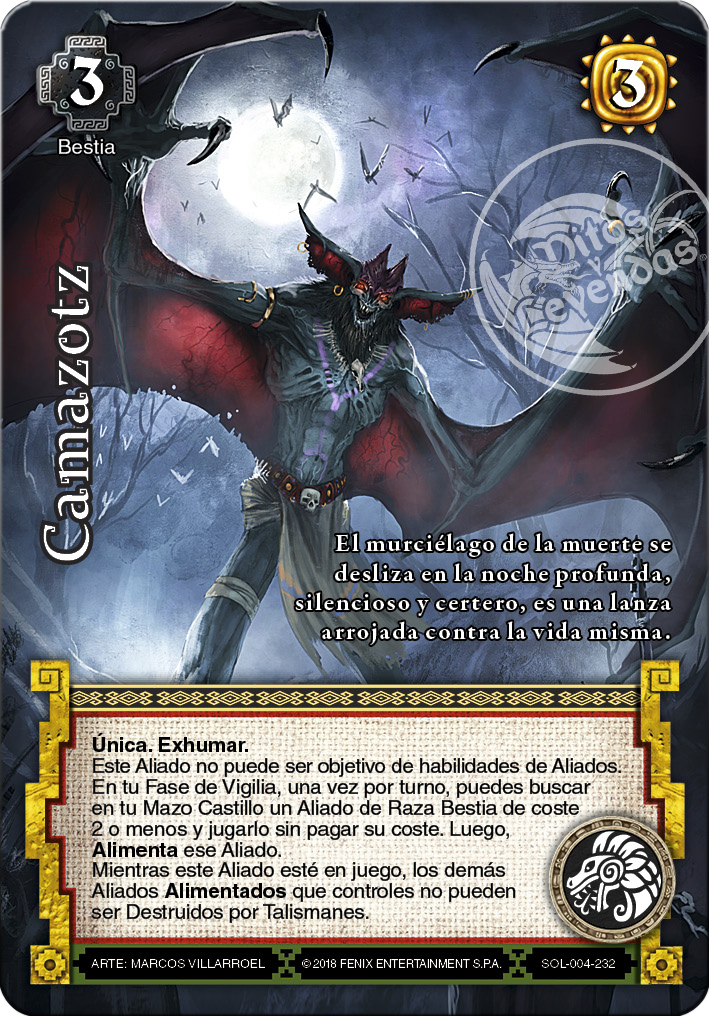 3
Bestia
3
Mitos
y
Leyendas
Camazotz
El murciélago de la muerte se
desliza en la noche profunda,
silencioso y certero, es una lanza
arrojada contra la vida misma.
Única. Exhumar.
Este Aliado no puede ser objetivo de habilidades de Aliados.
En tu Fase de Vigilia, una vez por turno, puedes buscar
en tu Mazo Castillo un Aliado de Raza Bestia de coste
2 o menos y jugarlo sin pagar su coste. Luego,
Alimenta ese Aliado.
Mientras este Aliado esté en juego, los demás
Aliados Alimentados que controles no pueden
ser Destruidos por Talismanes.
ARTE: MARCOS VILLARROEL
© 2018 FENIX ENTERTAINMENT S.P.A.
SOL-004-232